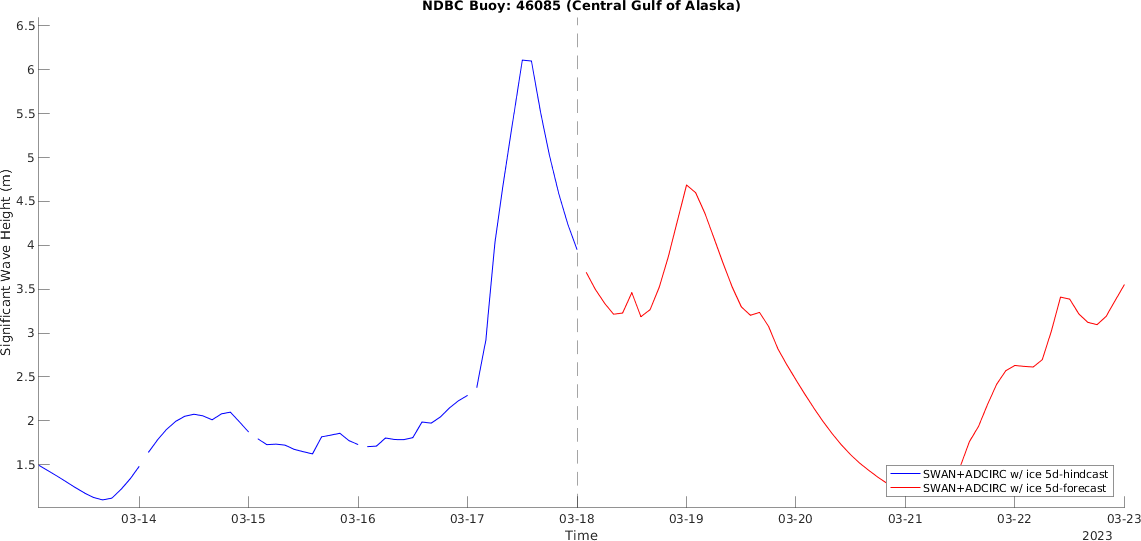 NDBC Buoy: 46085 (Central Gulf of Alaska)
6.5
6
5.5
5
4.5
4
3.5
3
2.5
2
1.5
Significant Wave Height (m)
SWAN+ADCIRC w/ ice 5d-hindcast
SWAN+ADCIRC w/ ice 5d-forecast
03-14 03-15 03-16 03-17 03-18 03-19 03-20 03-21 03-22 03-23
Time
2023